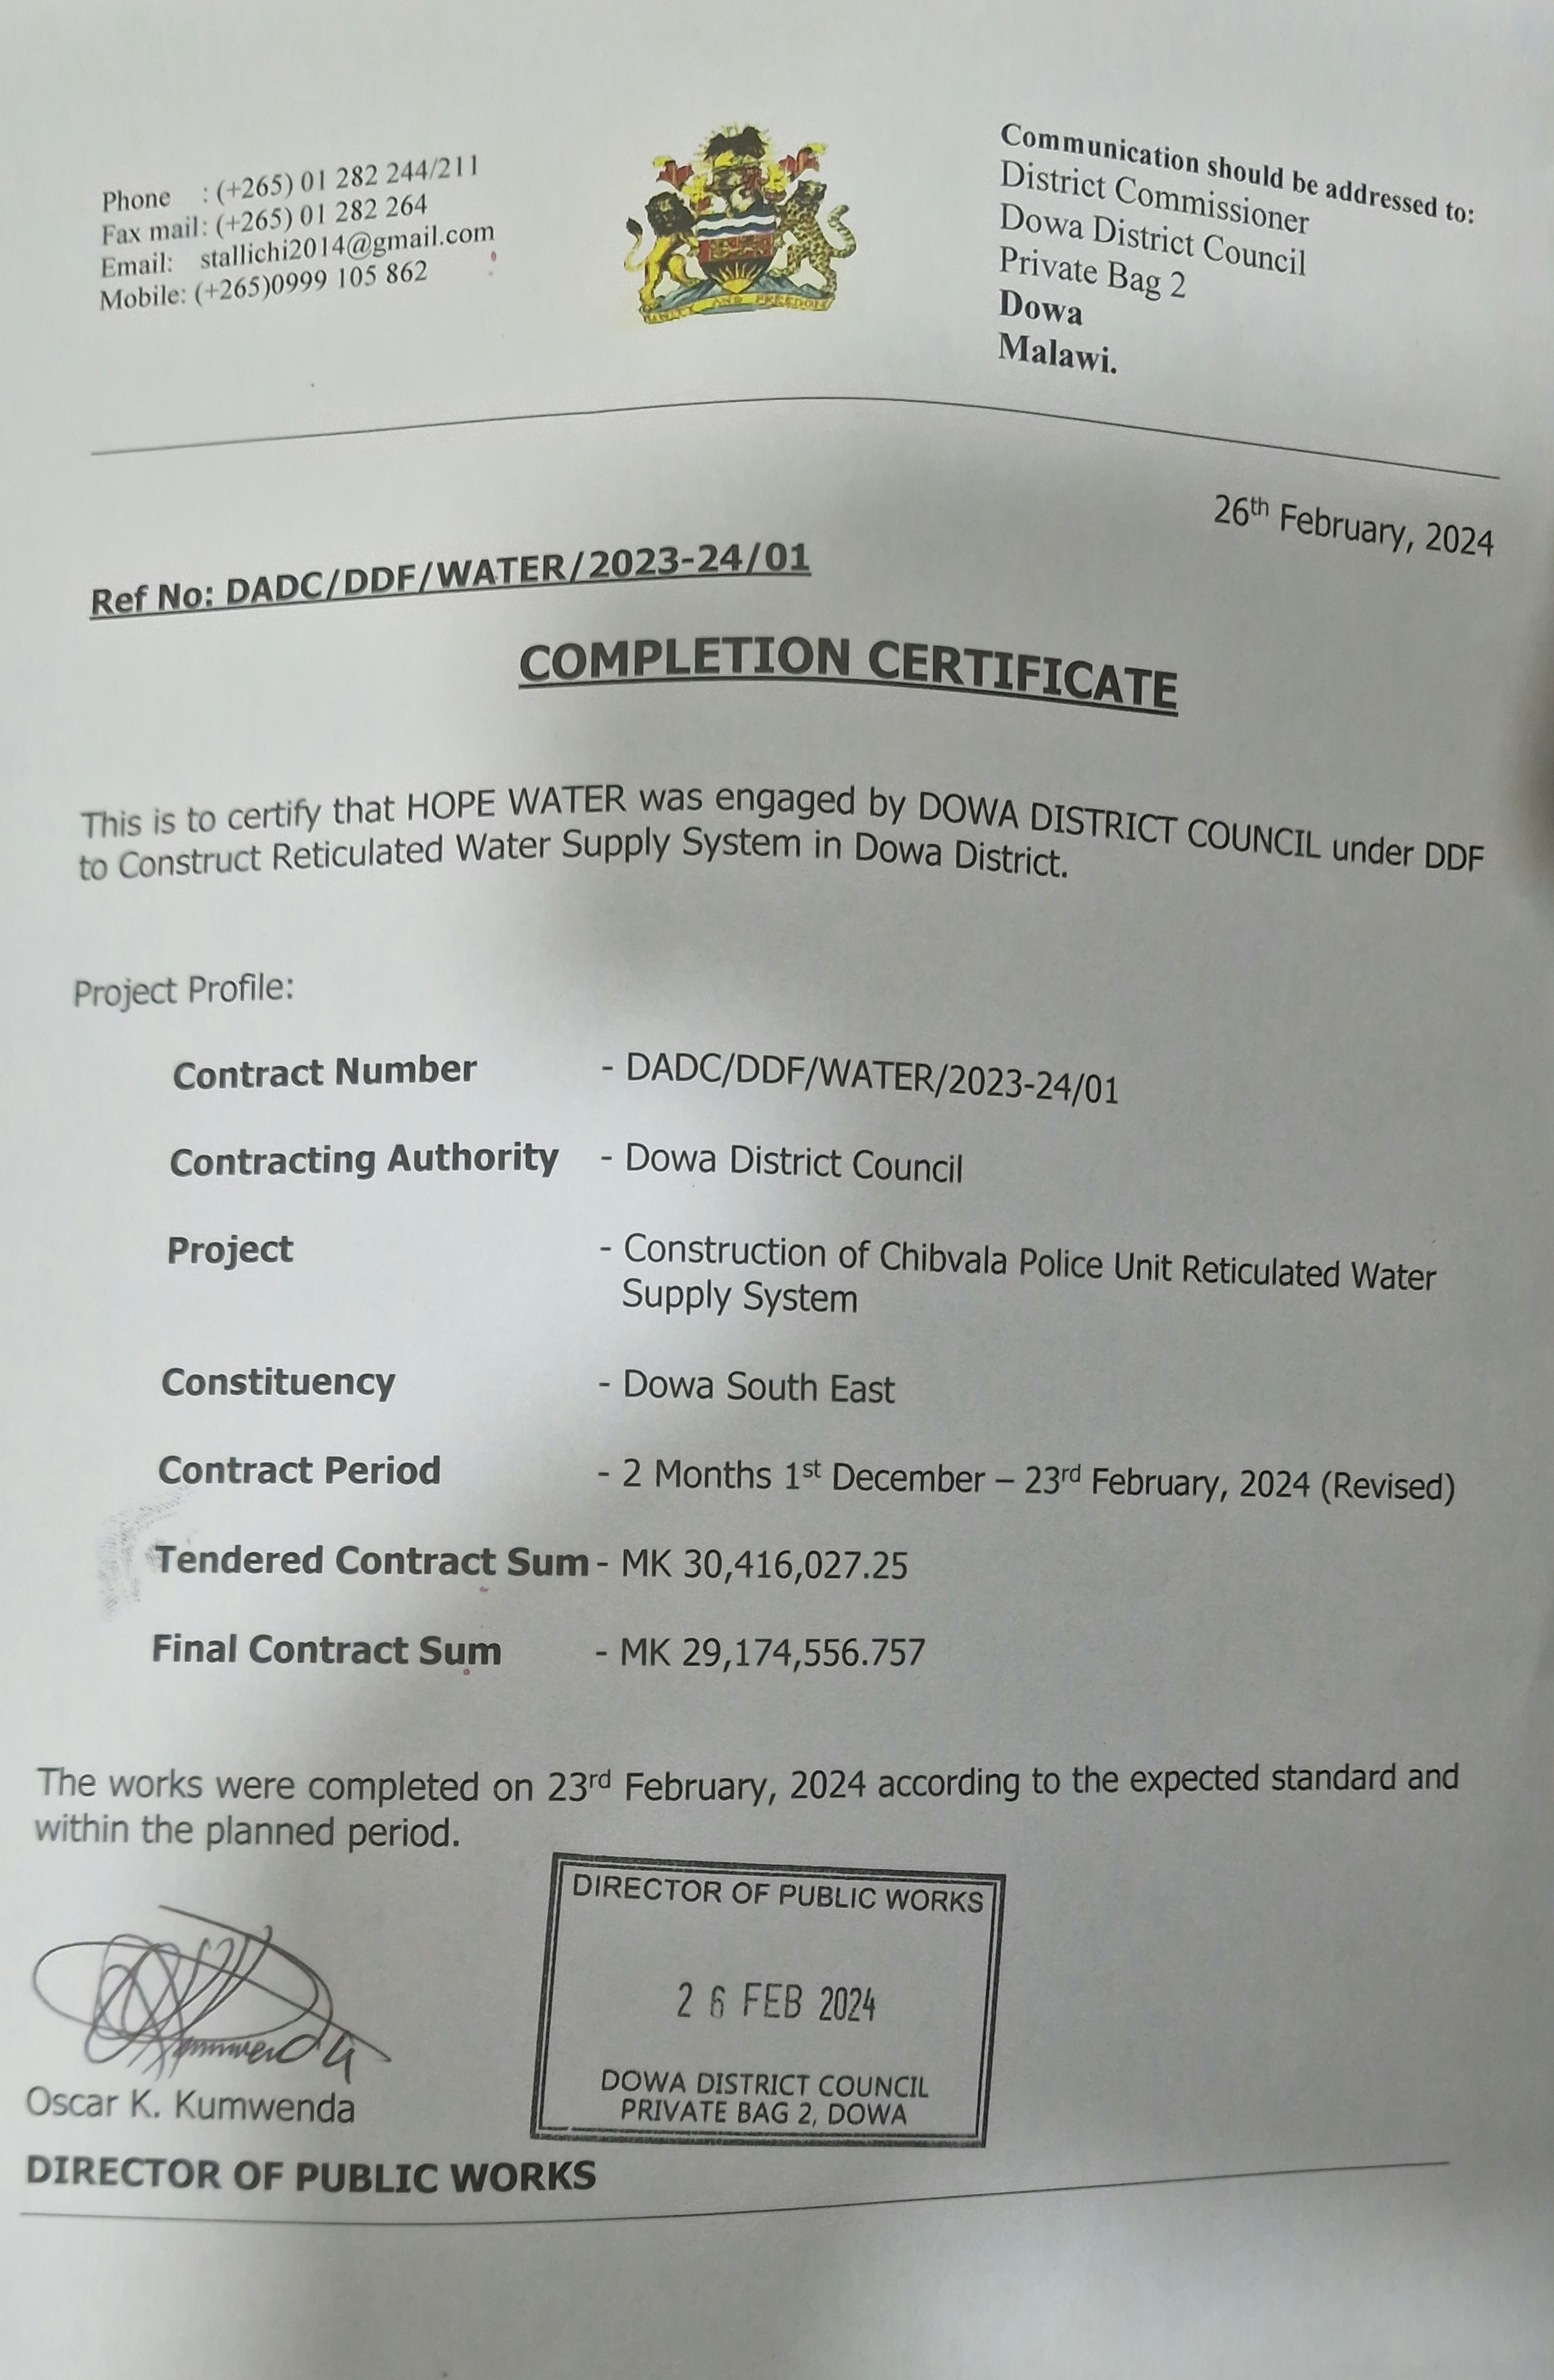 Phone : (+265) 01 282 244/211
Fax mail: (+265) 01 282 264
Email: stallichi2014@gmail.com
Mobile: (+265)0999 105 862
UNITY AND FREEDOM
Communication should be addressed to:
District Commissioner
Dowa District Council
Private Bag 2
Dowa
Malawi.
26th February, 2024
Ref No: DADC/DDF/WATER/2023-24/01
COMPLETION CERTIFICATE
This is to certify that HOPE WATER was engaged by DOWA DISTRICT COUNCIL under DDF
to Construct Reticulated Water Supply System in Dowa District.
Project Profile:
Contract Number - DADC/DDF/WATER/2023-24/01
Contracting Authority - Dowa District Council
Project - Construction of Chibvala Police Unit Reticulated Water
Supply System
Constituency - Dowa South East
Contract Period - 2 Months 1st December – 23rd February, 2024 (Revised)
Tendered Contract Sum - MK 30,416,027.25
Final Contract Sum - MK 29,174,556.757
The works were completed on 23rd February, 2024 according to the expected standard and
within the planned period.
DIRECTOR OF PUBLIC WORKS
26 FEB 2024
DOWA DISTRICT COUNCIL
PRIVATE BAG 2, DOWA
Kumwenda
Oscar K. Kumwenda
DIRECTOR OF PUBLIC WORKS